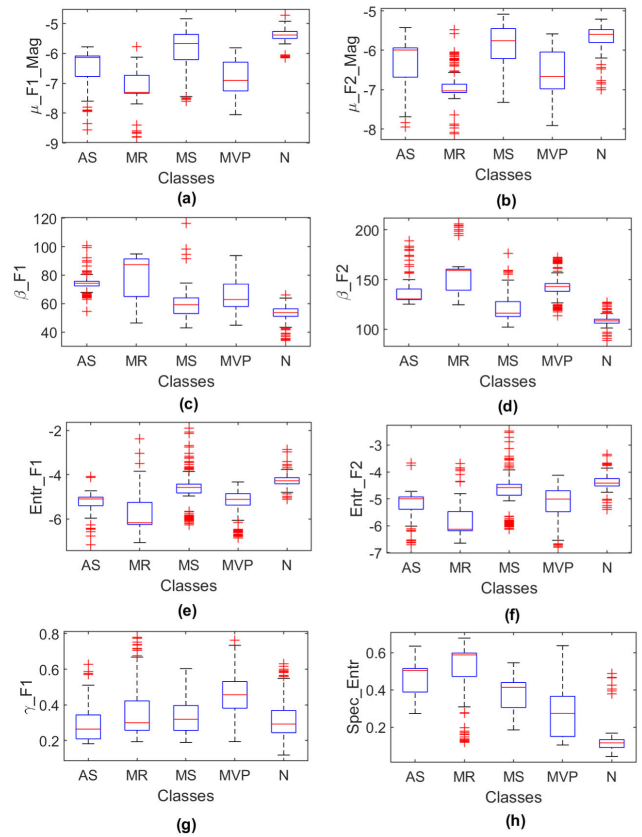 -5
-6
-7
-8
-9
μ_F1_Mag
AS MR MS MVP N
Classes
(a)
-5
-6
-7
-8
μ_F2_Mag
AS MR MS MVP N
Classes
(b)
120
100
80
60
40
β_F1
AS MR MS MVP N
Classes
(c)
200
150
100
β_F2
AS MR MS MVP N
Classes
(d)
-2
-4
-6
Entr_F1
AS MR MS MVP N
Classes
(e)
-3
-4
-5
-6
-7
Entr_F2
AS MR MS MVP N
Classes
(f)
0.8
0.6
0.4
0.2
γ_F1
AS MR MS MVP N
Classes
(g)
0.6
0.4
0.2
Spec_Entr
AS MR MS MVP N
Classes
(h)